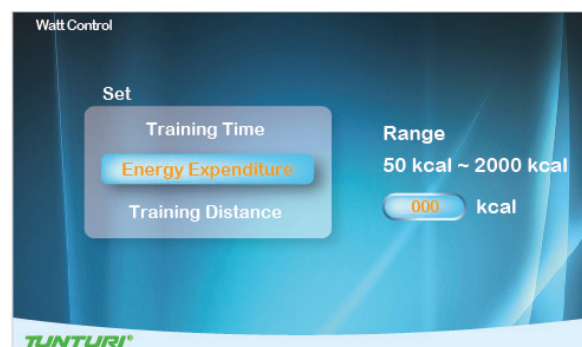 Watt Control
Set
Training Time
Energy Expenditure
Training Distance
Range
50 kcal ~ 2000 kcal
000 kcal
TUNTURI®